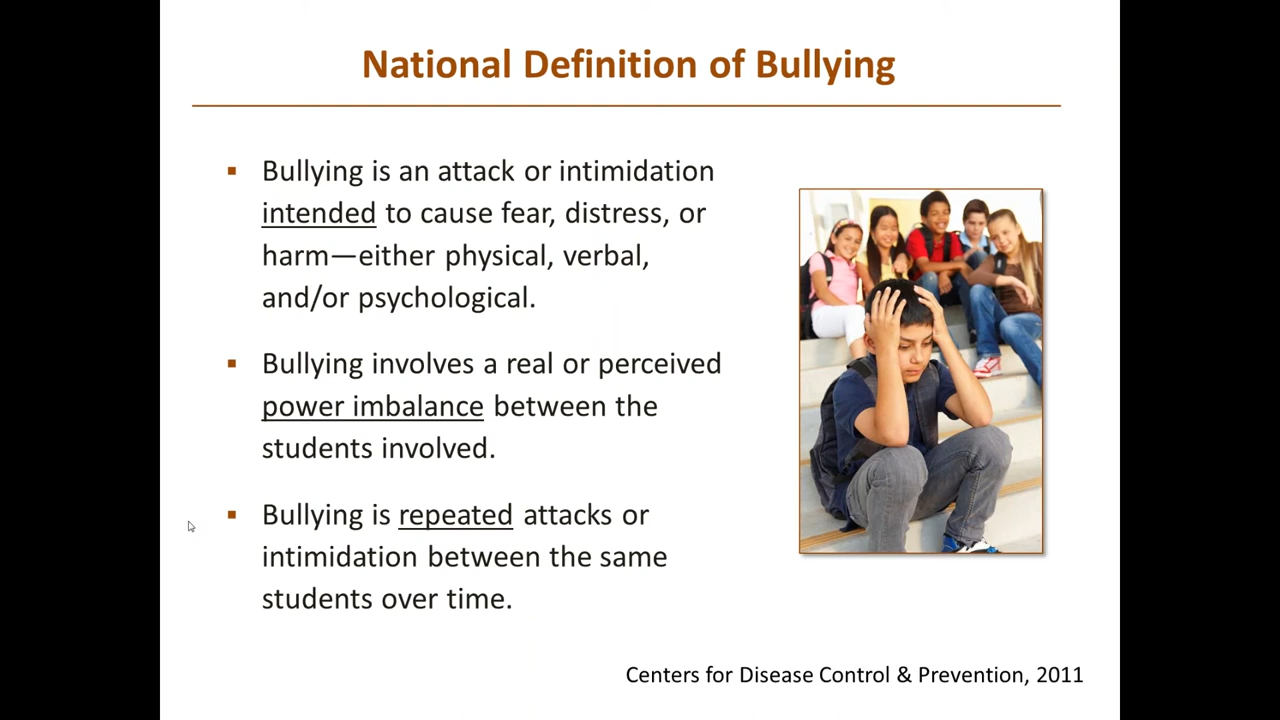 National Definition of Bullying
Bullying is an attack or intimidation
intended to cause fear, distress, or
harm—either physical, verbal,
and/or psychological.
Bullying involves a real or perceived
power imbalance between the
students involved.
Bullying is repeated attacks or
intimidation between the same
students over time.
Centers for Disease Control & Prevention, 2011